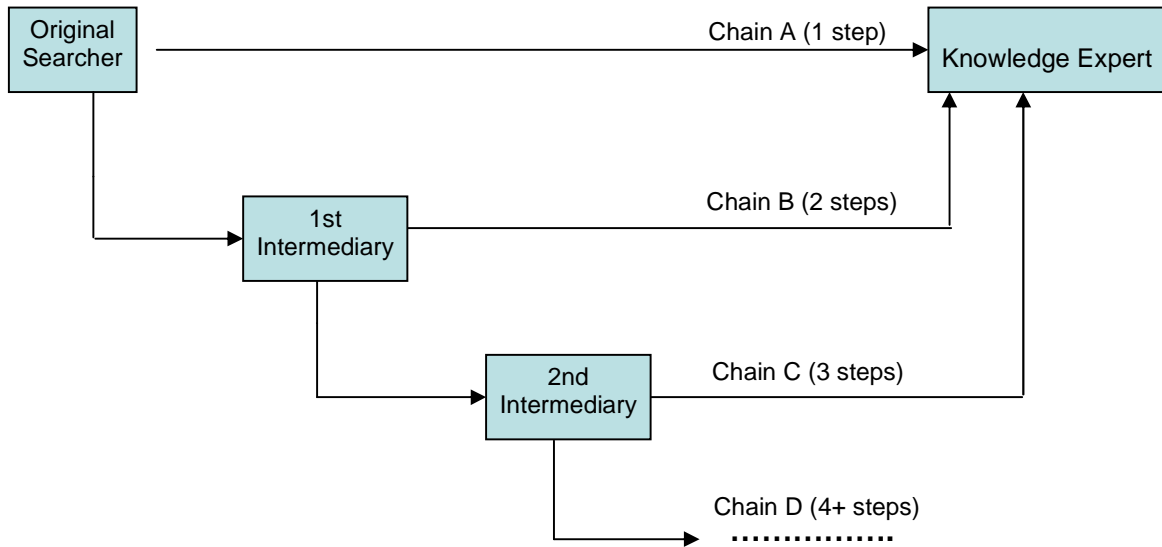 Original
Searcher
Chain A (1 step)
Knowledge Expert
1st
Intermediary
Chain B (2 steps)
2nd
Intermediary
Chain C (3 steps)
Chain D (4+ steps)